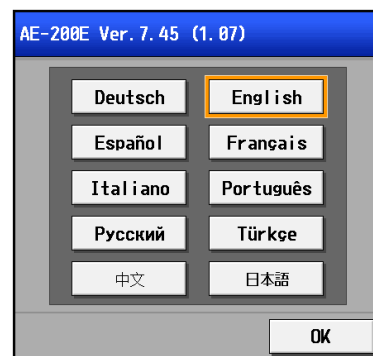 AE-200E Ver. 7.45 (1.07)
Deutsch English
Español Français
Italiano Português
Русский Türkçe
中文 日本語
OK